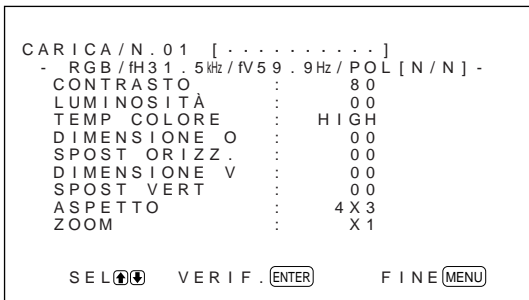 CARICA/N.01 [··········]
- RGB/fH31.5kHz/fV59.9Hz/POL[N/N]-
CONTRASTO : 80
LUMINOSITÀ : 00
TEMP COLORE : HIGH
DIMENSIONE O : 00
SPOST ORIZZ. : 00
DIMENSIONE V : 00
SPOST VERT : 00
ASPETTO : 4X3
ZOOM : X1
SEL↑↓ VERIF.ENTER FINE MENU